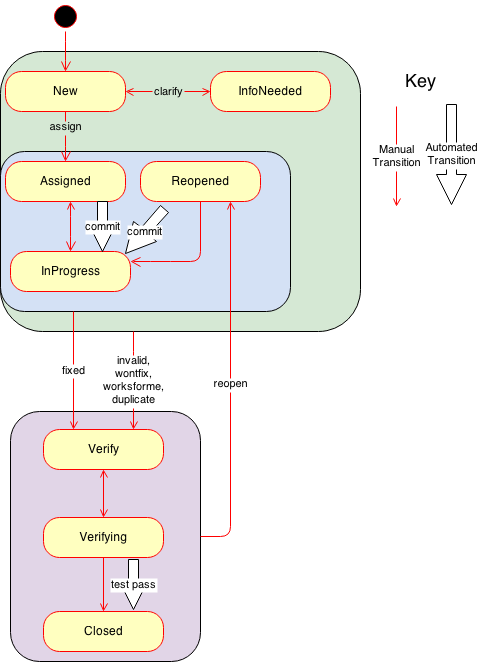 New
clarify
InfoNeeded
Key
assign
Manual
Transition
Automated
Transition
Assigned
Reopened
commit
commit
InProgress
fixed
invalid,
wontfix,
worksforme,
duplicate
reopen
Verify
Verifying
test pass
Closed